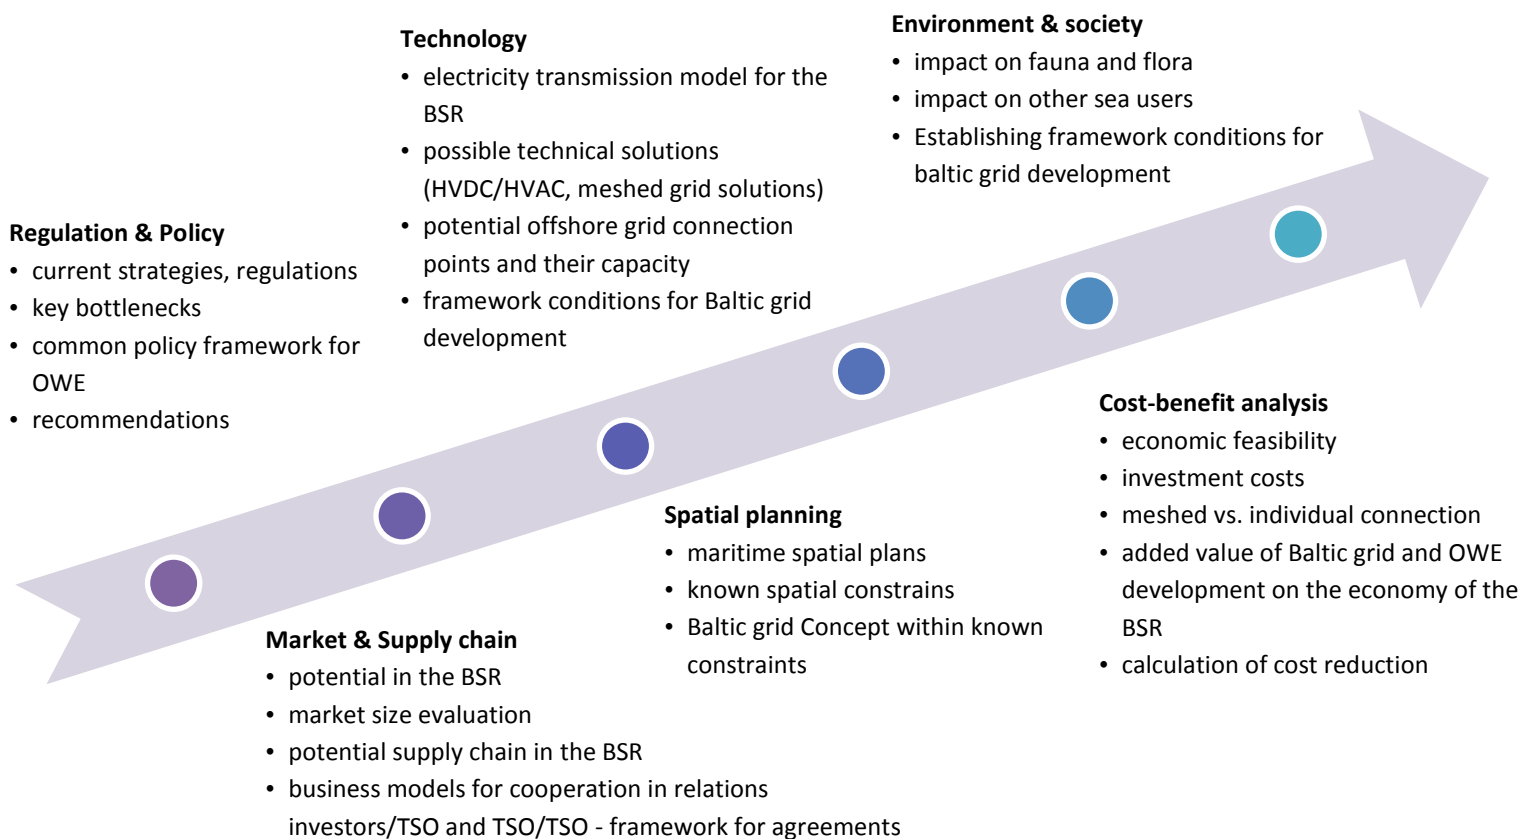 Regulation & Policy
• current strategies, regulations
• key bottlenecks
• common policy framework for
OWE
• recommendations
Market & Supply chain
• potential in the BSR
• market size evaluation
• potential supply chain in the BSR
• business models for cooperation in relations
investors/TSO and TSO/TSO - framework for agreements
Technology
• electricity transmission model for the
BSR
• possible technical solutions
(HVDC/HVAC, meshed grid solutions)
• potential offshore grid connection
points and their capacity
• framework conditions for Baltic grid
development
Spatial planning
• maritime spatial plans
• known spatial constrains
• Baltic grid Concept within known
constraints
Environment & society
• impact on fauna and flora
• impact on other sea users
• Establishing framework conditions for
baltic grid development
Cost-benefit analysis
• economic feasibility
• investment costs
• meshed vs. individual connection
• added value of Baltic grid and OWE
development on the economy of the
BSR
• calculation of cost reduction